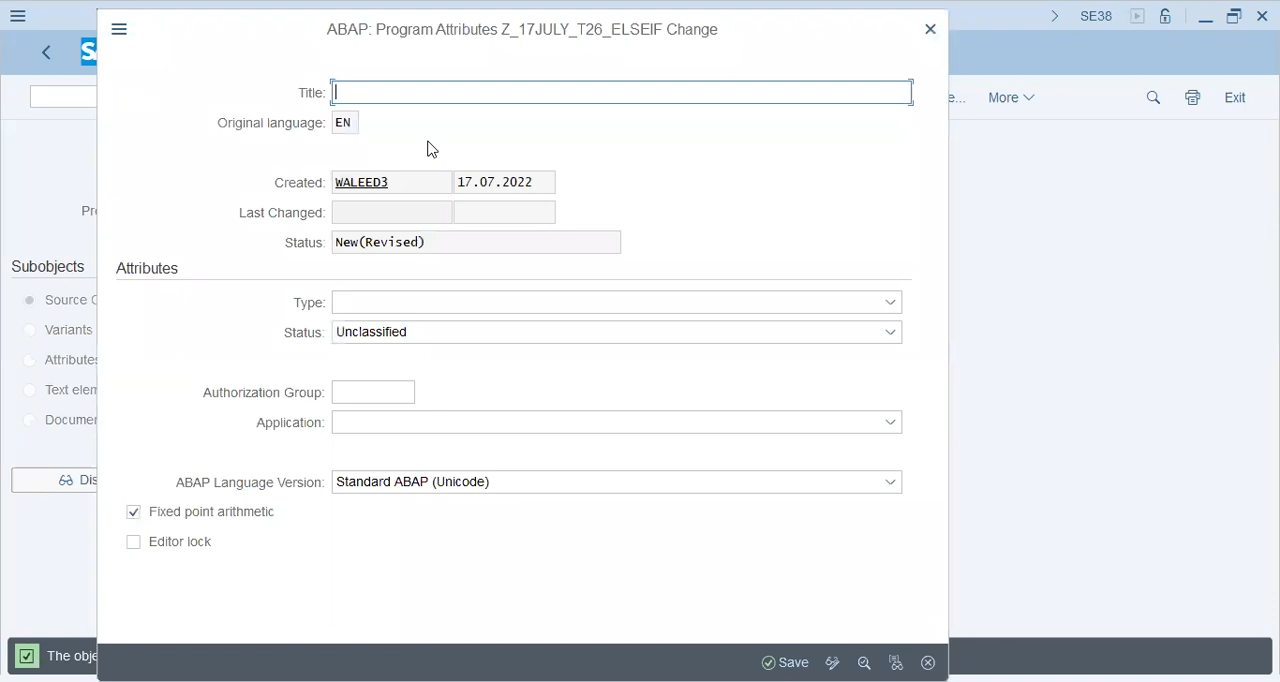 SE38
ABAP: Program Attributes Z_17JULY_T26_ELSEIF Change
S
e... More
Exit
Title:
Original language: EN
Created: WALEED3 17.07.2022
Pr
Last Changed:
Status: New(Revised)
Subobjects
Attributes
Source C
Type:
Variants
Status: Unclassified
Attributes
Text elem
Authorization Group:
Documen
Application:
Dis
ABAP Language Version: Standard ABAP (Unicode)
Fixed point arithmetic
Editor lock
The obje
Save